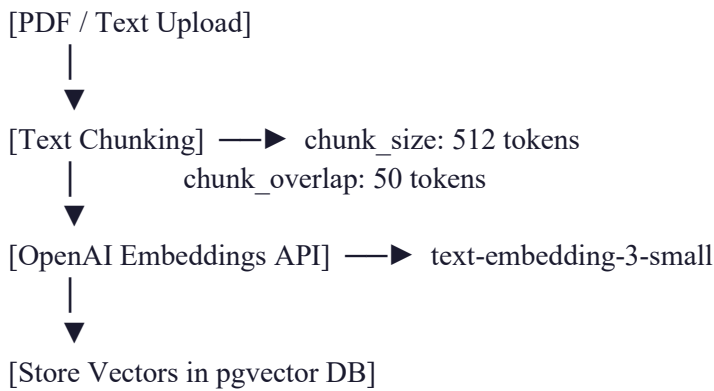 [PDF / Text Upload]
[Text Chunking] ──► chunk_size: 512 tokens
chunk_overlap: 50 tokens
[OpenAI Embeddings API] ──► text-embedding-3-small
[Store Vectors in pgvector DB]